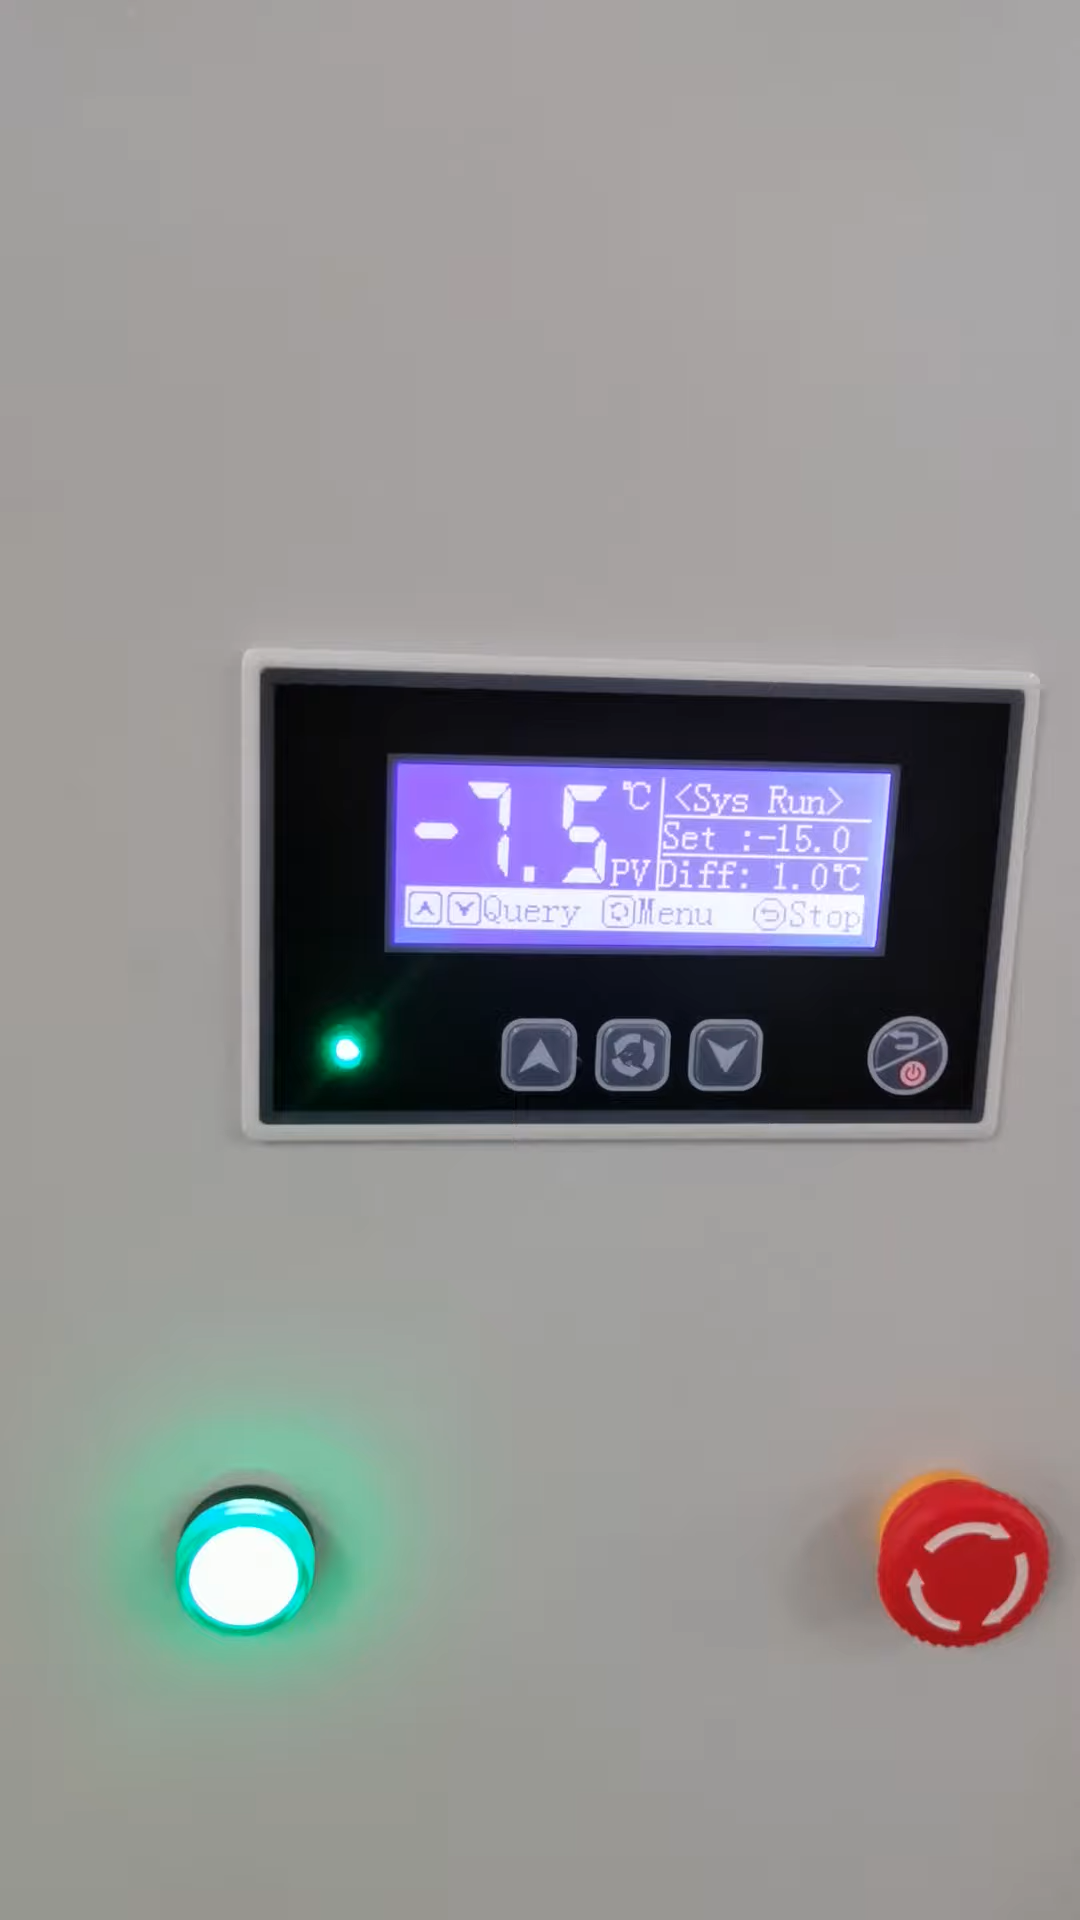 -7.5 ℃
PV
<Sys Run>
Set :-15.0
Diff: 1.0℃
Query Menu Stop